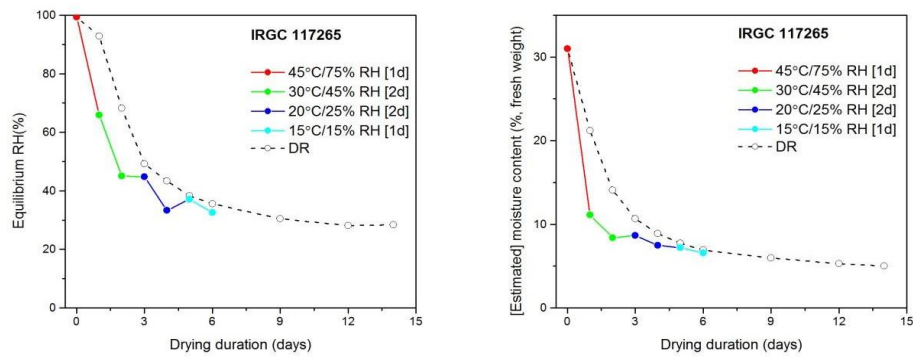 IRGC 117265
45°C/75% RH [1d]
30°C/45% RH [2d]
20°C/25% RH [2d]
15°C/15% RH [1d]
DR
Equilibrium RH(%)
100
80
60
40
20
0
0 3 6 9 12 15
Drying duration (days)
IRGC 117265
45°C/75% RH [1d]
30°C/45% RH [2d]
20°C/25% RH [2d]
15°C/15% RH [1d]
DR
[Estimated] moisture content (%, fresh weight)
30
20
10
0
0 3 6 9 12 15
Drying duration (days)